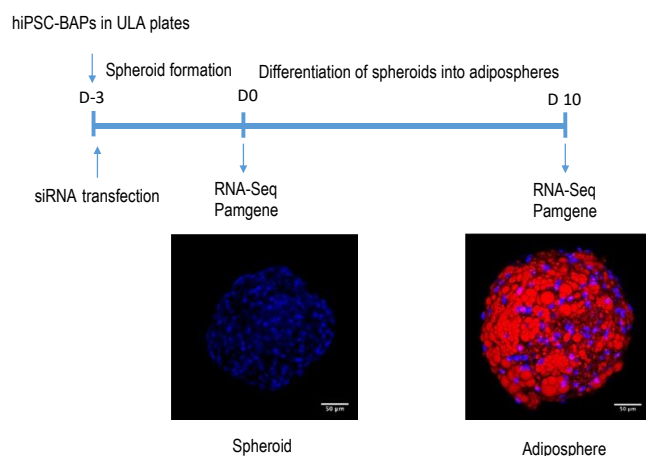 hiPSC-BAPs in ULA plates
Spheroid formation
Differentiation of spheroids into adipospheres
D-3
D0
D 10
siRNA transfection
RNA-Seq
Pamgene
RNA-Seq
Pamgene
50 µm
50 µm
Spheroid
Adiposphere